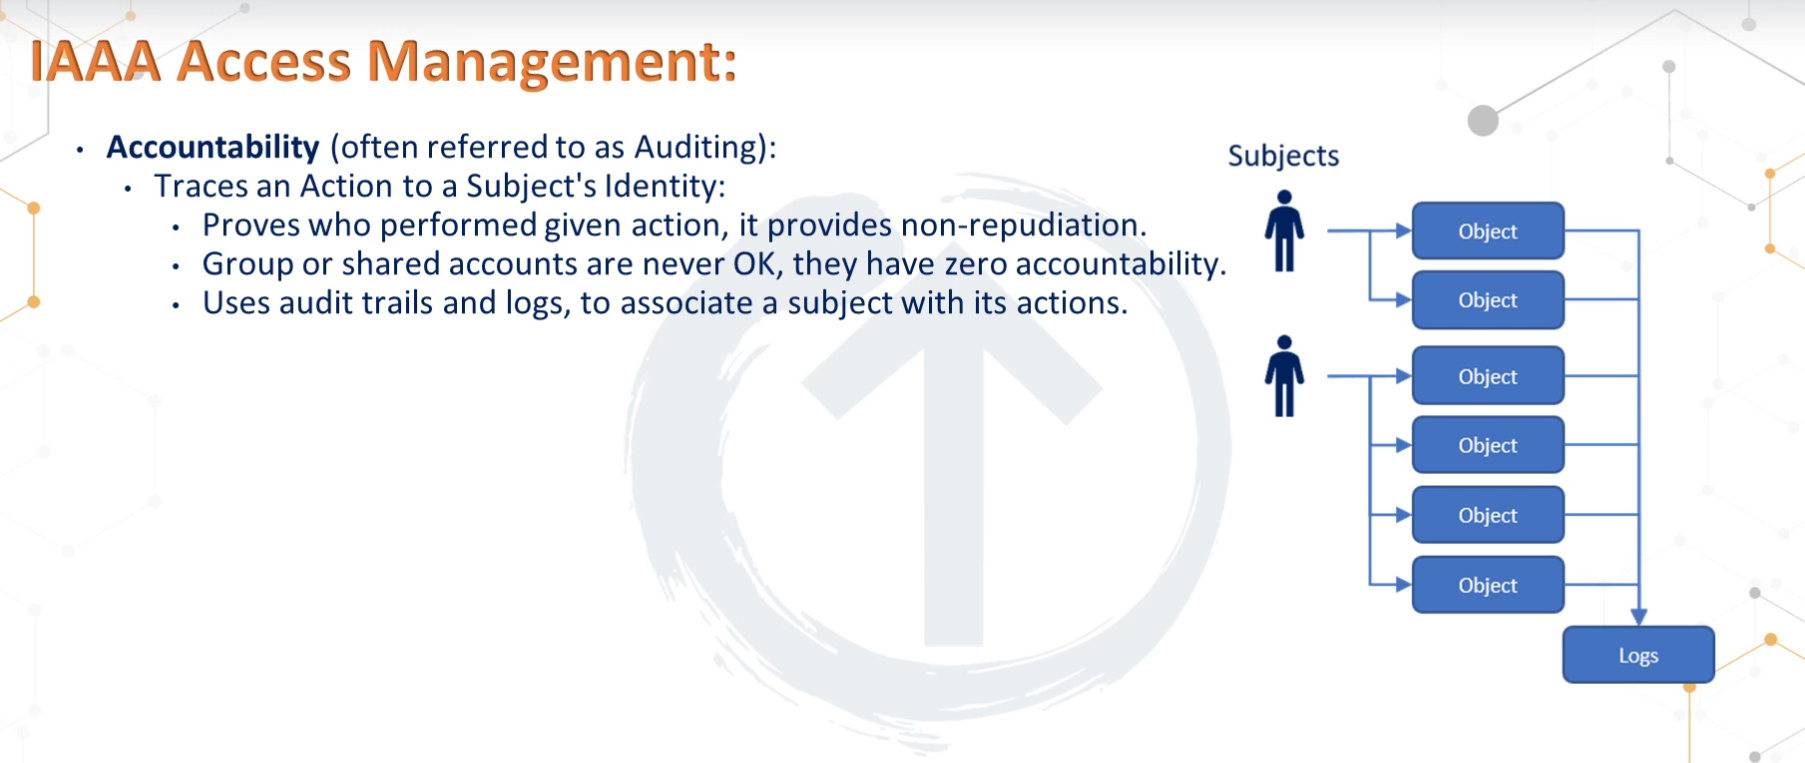 IAAA Access Management:
• Accountability (often referred to as Auditing):
• Traces an Action to a Subject's Identity:
• Proves who performed given action, it provides non-repudiation.
• Group or shared accounts are never OK, they have zero accountability.
• Uses audit trails and logs, to associate a subject with its actions.
Subjects
Object
Object
Object
Object
Object
Object
Logs